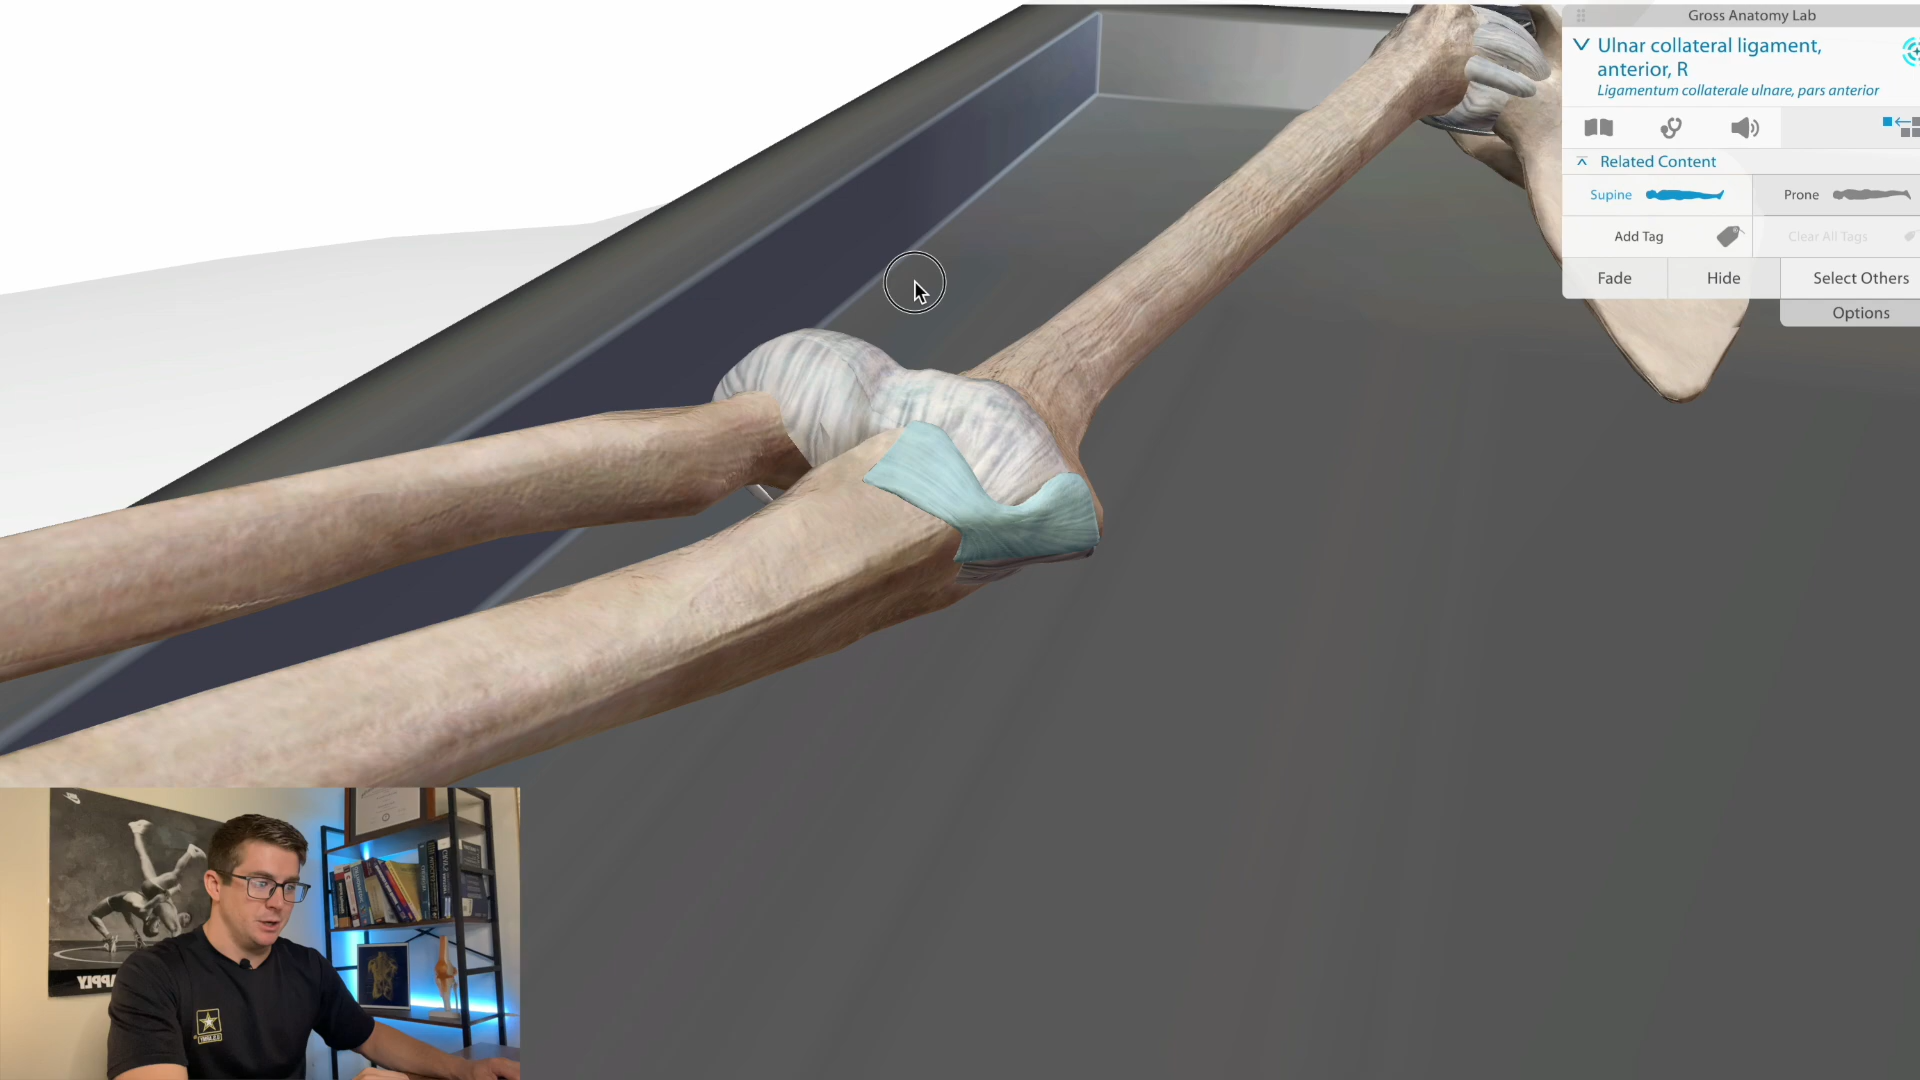 Gross Anatomy Lab
Ulnar collateral ligament,
anterior, R
Ligamentum collaterale ulnare, pars anterior
Related Content
Supine
Prone
Add Tag
Clear All Tags
Fade
Hide
Select Others
Options
APPLY